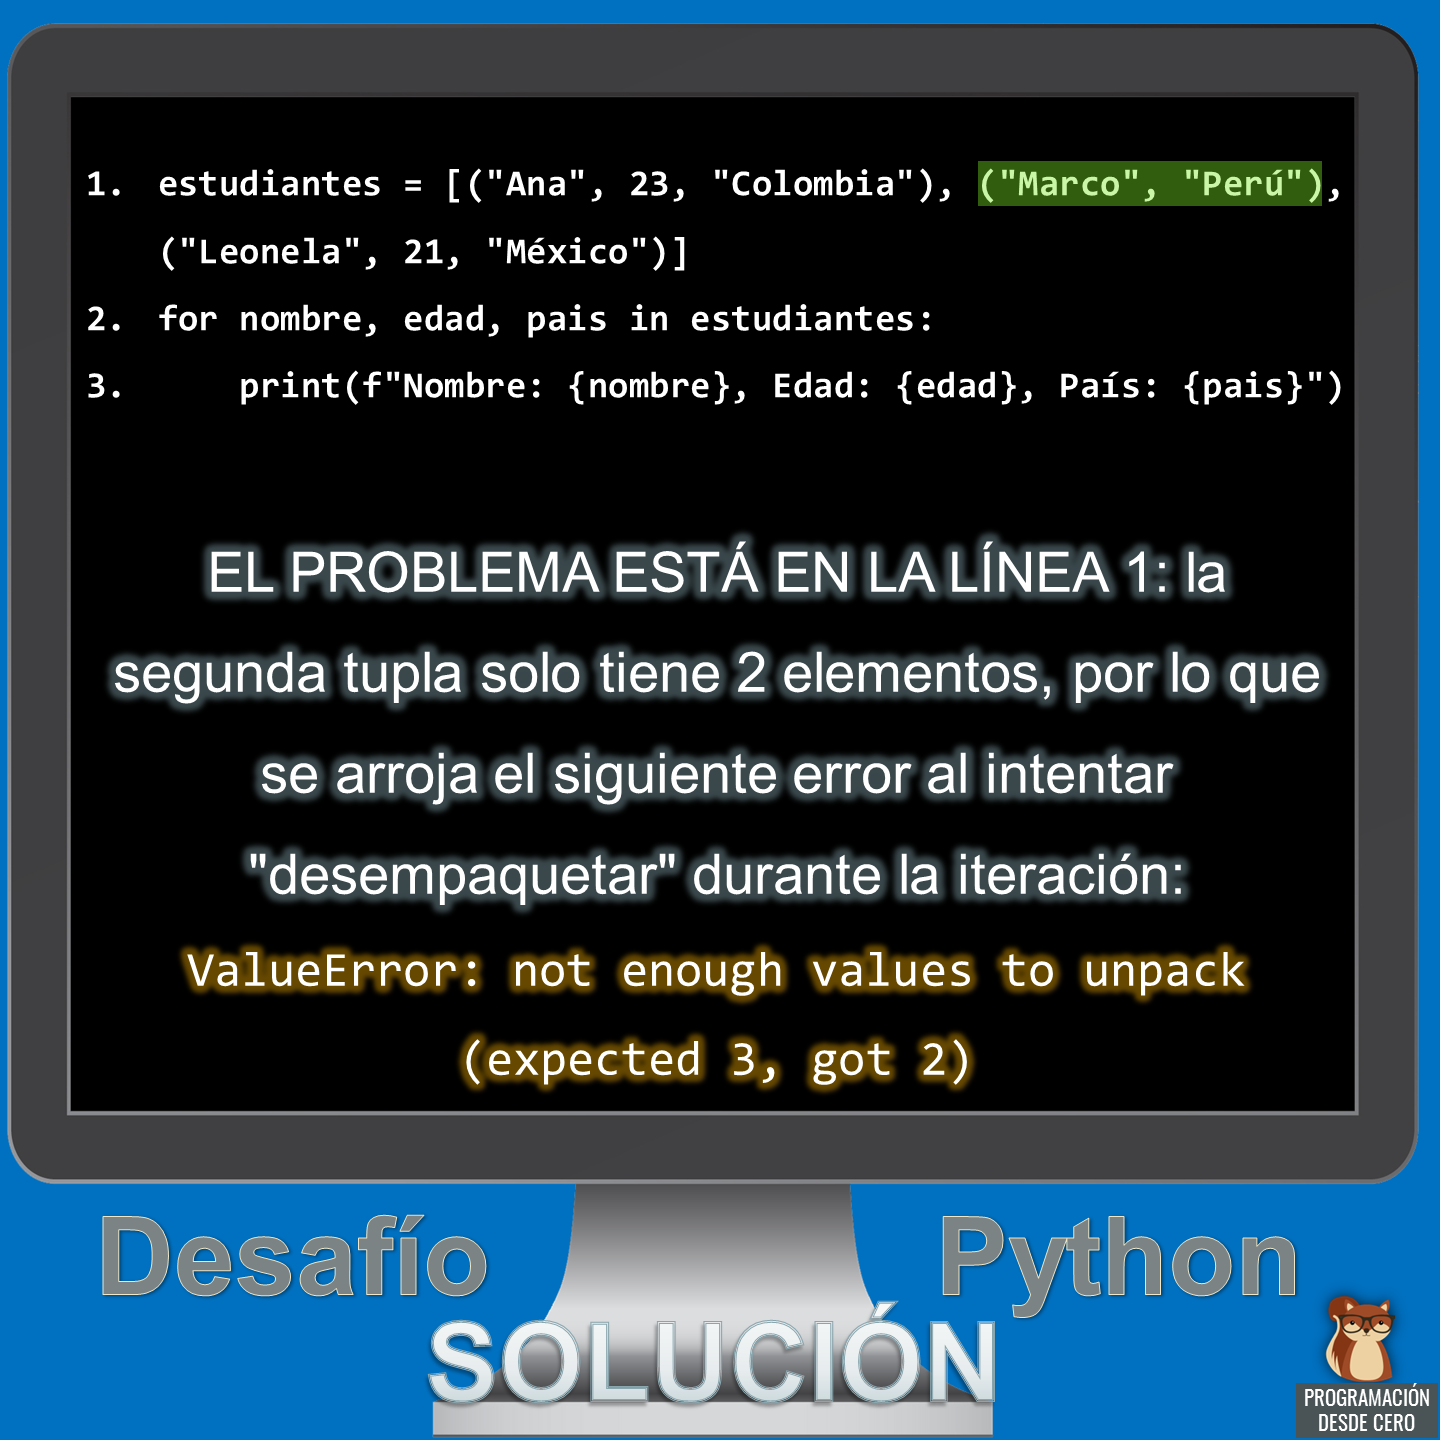 1. estudiantes = [("Ana", 23, "Colombia"), ("Marco", "Perú"),
("Leonela", 21, "México")]
2. for nombre, edad, pais in estudiantes:
3. print(f"Nombre: {nombre}, Edad: {edad}, País: {pais}")
EL PROBLEMA ESTÁ EN LA LÍNEA 1: la
segunda tupla solo tiene 2 elementos, por lo que
se arroja el siguiente error al intentar
"desempaquetar" durante la iteración:
ValueError: not enough values to unpack
(expected 3, got 2)
Desafío Python
SOLUCIÓN
PROGRAMACIÓN
DESDE CERO